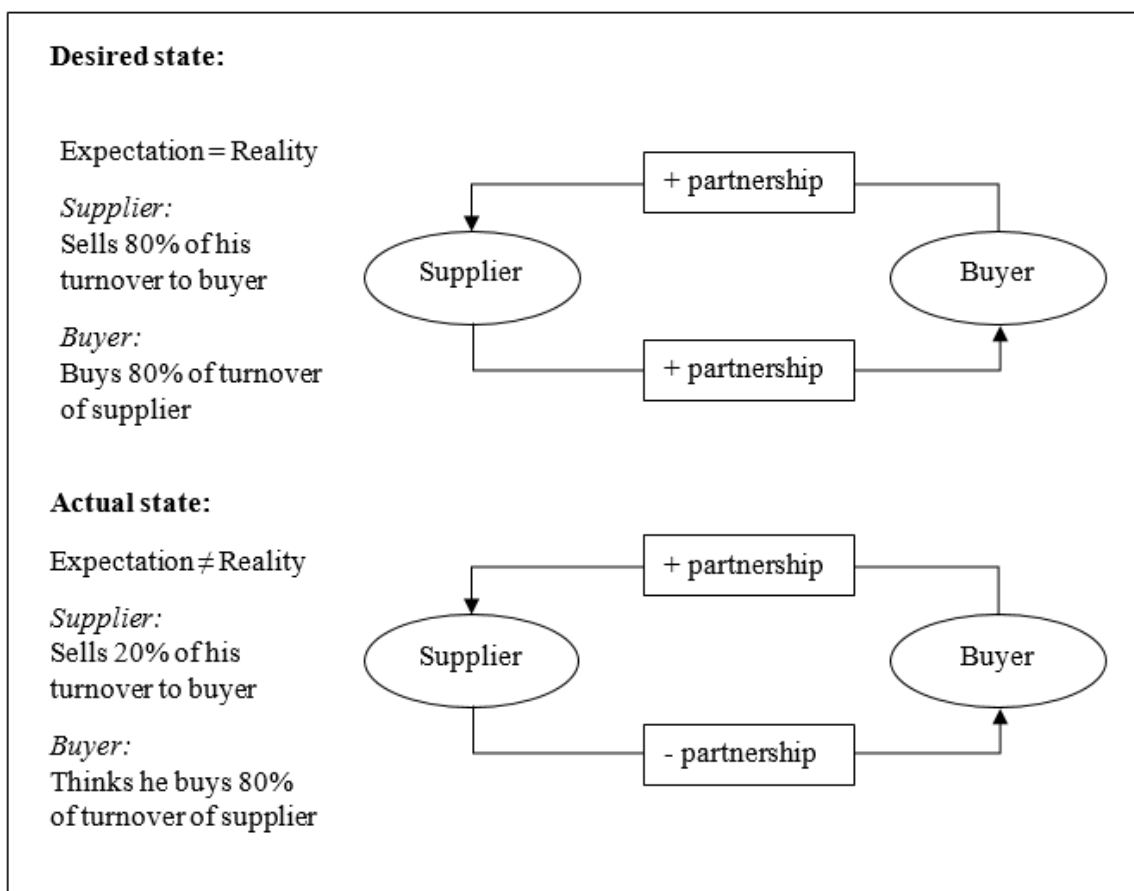 Desired state:
Expectation = Reality
Supplier:
Sells 80% of his
turnover to buyer
Buyer:
Buys 80% of turnover
of supplier
+ partnership
Supplier
Buyer
+ partnership
Actual state:
Expectation ≠ Reality
Supplier:
Sells 20% of his
turnover to buyer
Buyer:
Thinks he buys 80%
of turnover of supplier
+ partnership
Supplier
Buyer
- partnership